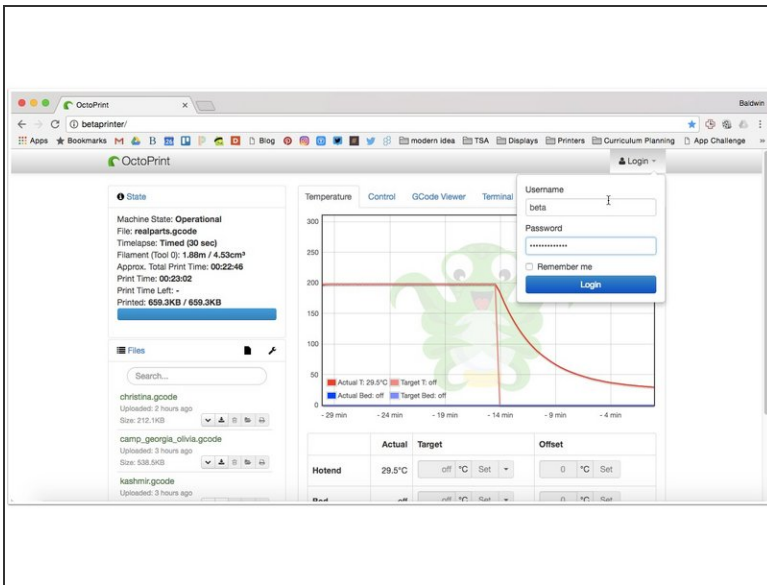 OctoPrint
Baldwin
betaprinter/
Apps Bookmarks Blog modern idea TSA Displays Printers Curriculum Planning App Challenge
OctoPrint
Login
State
Machine State: Operational
File: realparts.gcode
Timelapse: Timed (30 sec)
Filament (Tool 0): 1.88m / 4.53cm³
Approx. Total Print Time: 00:22:46
Print Time: 00:23:02
Print Time Left: -
Printed: 659.3KB / 659.3KB
Files
Search...
christina.gcode
Uploaded: 2 hours ago
Size: 212.1KB
camp_georgia_olivia.gcode
Uploaded: 3 hours ago
Size: 538.5KB
kashmir.gcode
Uploaded: 3 hours ago
Temperature Control GCode Viewer Terminal
300
250
200
150
100
50
0
Actual T: 29.5°C Target T: off
Actual Bed: off Target Bed: off
- 29 min - 24 min - 19 min - 14 min - 9 min - 4 min
Actual Target Offset
Hotend 29.5°C off °C Set 0 °C Set
Bed off off °C Set 0 °C Set
Username
beta
Password
Remember me
Login